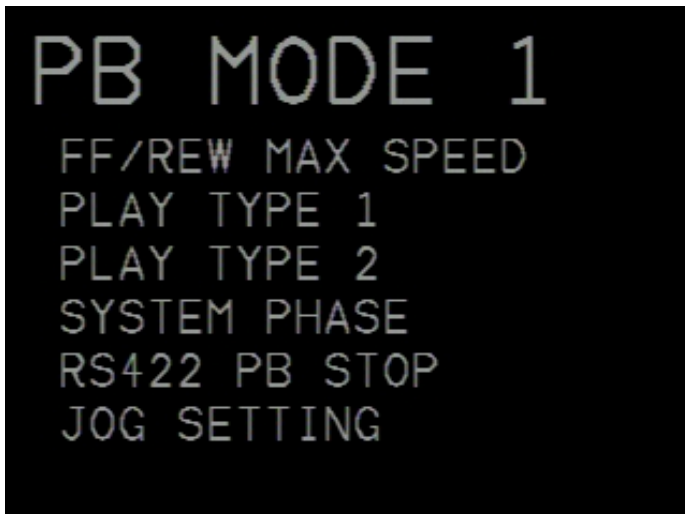 PB MODE 1
FF/REW MAX SPEED
PLAY TYPE 1
PLAY TYPE 2
SYSTEM PHASE
RS422 PB STOP
JOG SETTING